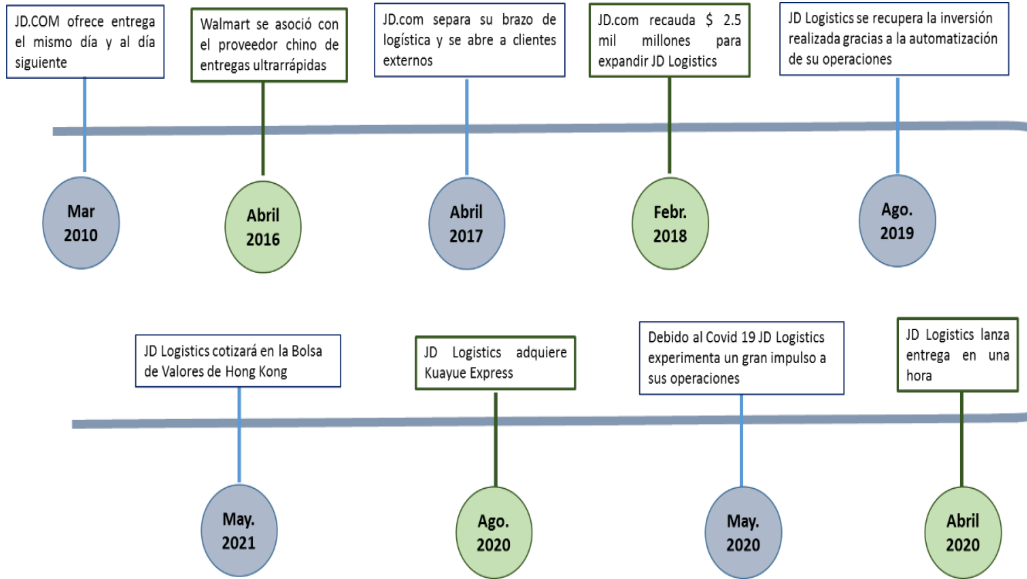 JD.COM ofrece entrega
el mismo día y al día
siguiente
Walmart se asoció con
el proveedor chino de
entregas ultrarrápidas
JD.com separa su brazo de
logística y se abre a clientes
externos
JD.com recauda $ 2.5
mil millones para
expandir JD Logistics
JD Logistics se recupera la inversión
realizada gracias a la automatización
de su operaciones
Mar
2010
Abril
2016
Abril
2017
Febr.
2018
Ago.
2019
JD Logistics cotizará en la Bolsa
de Valores de Hong Kong
JD Logistics adquiere
Kuayue Express
Debido al Covid 19 JD Logistics
experimenta un gran impulso a
sus operaciones
JD Logistics lanza
entrega en una
hora
May.
2021
Ago.
2020
May.
2020
Abril
2020